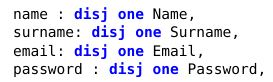 name : disj one Name,
surname: disj one Surname,
email: disj one Email,
password : disj one Password,